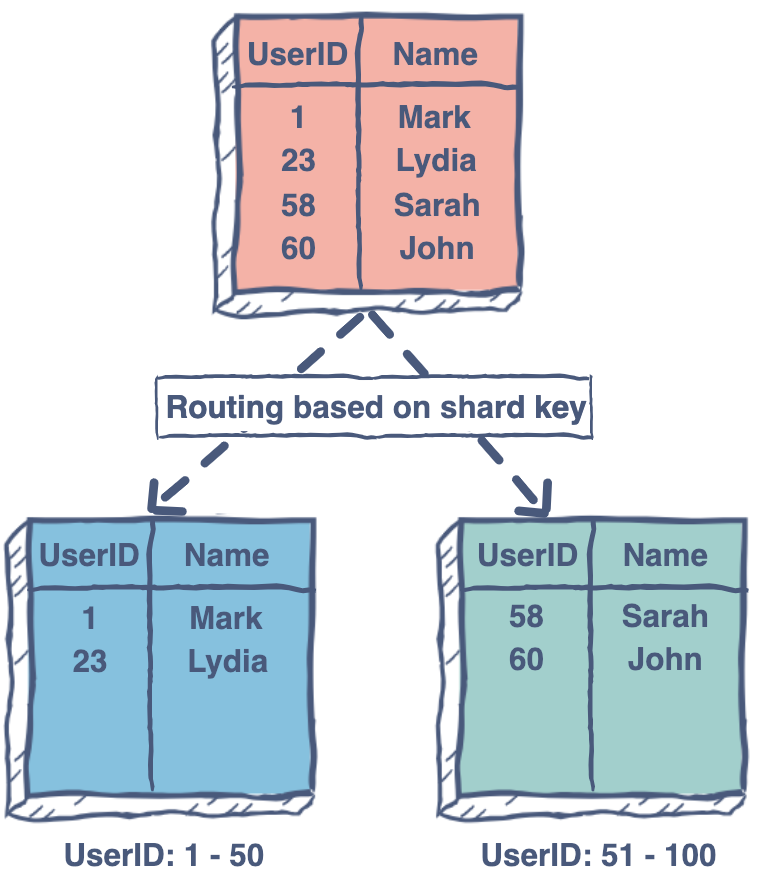 UserID Name
1 Mark
23 Lydia
58 Sarah
60 John
Routing based on shard key
UserID Name
1 Mark
23 Lydia
UserID: 1 - 50
UserID Name
58 Sarah
60 John
UserID: 51 - 100